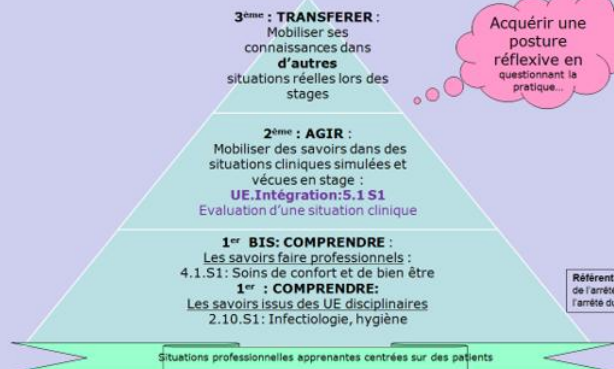 3ème : TRANSFERER :
Mobiliser ses
connaissances dans
d'autres
situations réelles lors des
stages
Acquérir une
posture
réflexive en
questionnant la
pratique…
2ème : AGIR :
Mobiliser des savoirs dans des
situations cliniques simulées et
vécues en stage :
UE.Intégration:5.1 S1
Evaluation d'une situation clinique
1er BIS: COMPRENDRE :
Les savoirs faire professionnels :
4.1.S1: Soins de confort et de bien être
1er : COMPRENDRE:
Les savoirs issus des UE disciplinaires
2.10.S1: Infectiologie, hygiène
Référent
de l'arrêté
l'arrêté du
Situations professionnelles apprenantes centrées sur des patients